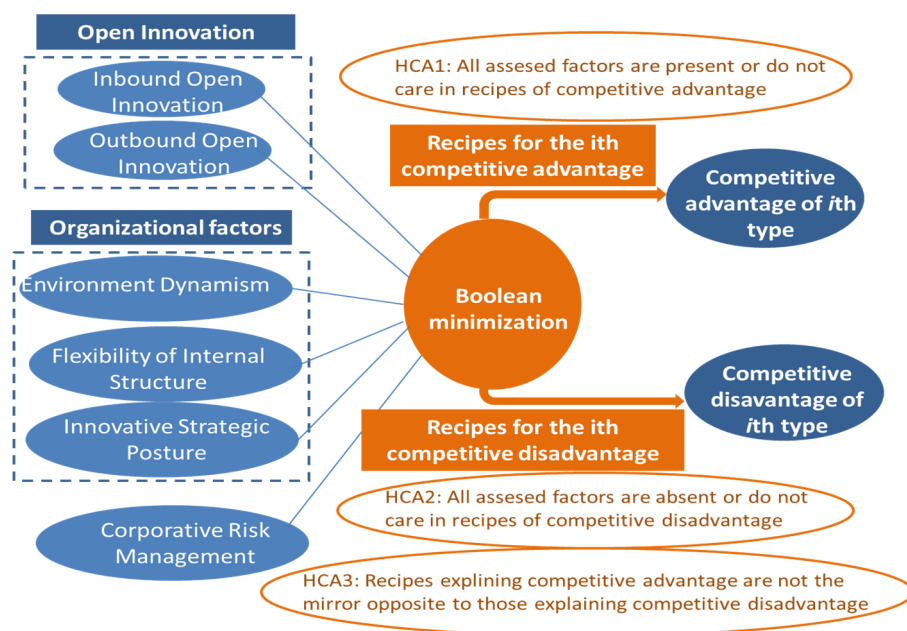 Open Innovation
Inbound Open
Innovation
Outbound Open
Innovation
Organizational factors
Environment Dynamism
Flexibility of Internal
Structure
Innovative Strategic
Posture
Corporative Risk
Management
Boolean
minimization
HCA1: All assesed factors are present or do not
care in recipes of competitive advantage
Recipes for the ith
competitive advantage
Competitive
advantage of ith
type
Competitive
disavantage of
ith type
Recipes for the ith
competitive disadvantage
HCA2: All assesed factors are absent or do not
care in recipes of competitive disadvantage
HCA3: Recipes explining competitive advantage are not the
mirror opposite to those explaining competitive disadvantage